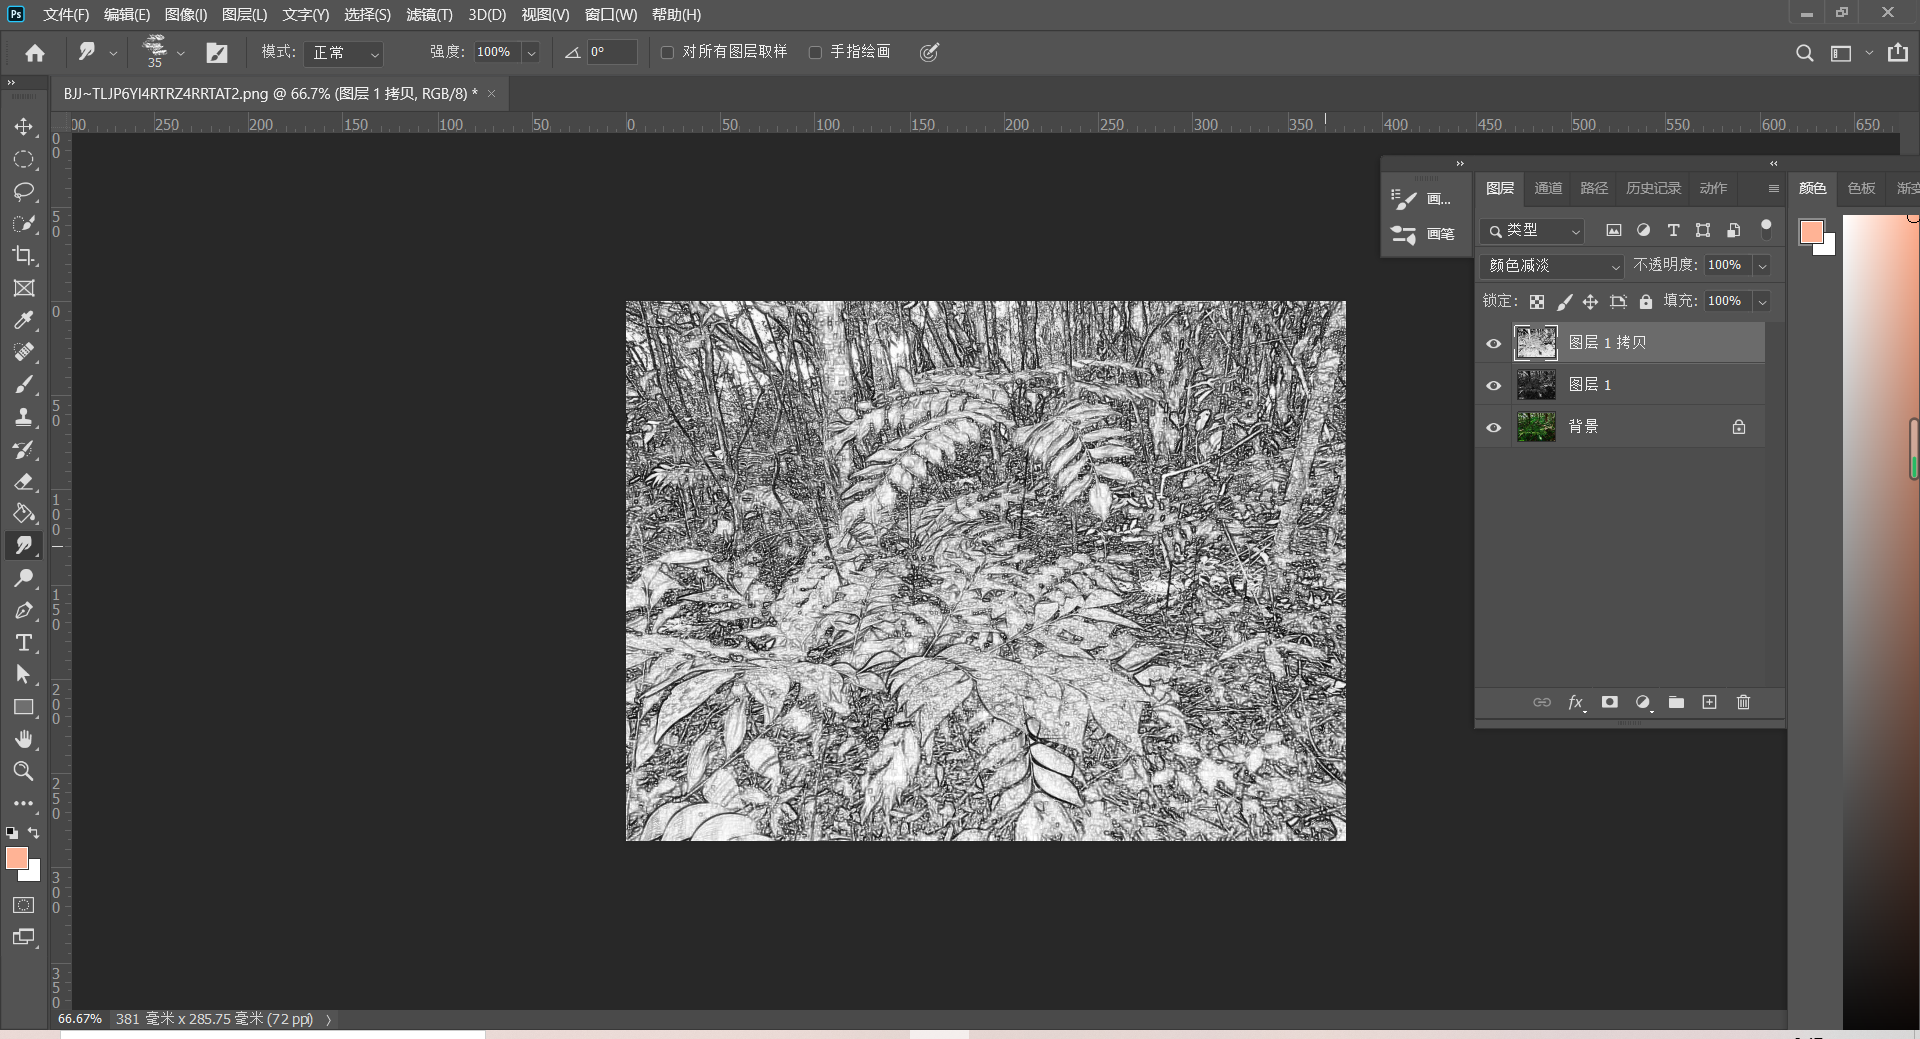 Ps 文件(F) 编辑(E) 图像(I) 图层(L) 文字(Y) 选择(S) 滤镜(T) 3D(D) 视图(V) 窗口(W) 帮助(H)
35 模式: 正常 强度: 100% 0° 对所有图层取样 手指绘画
BJJ~TLJP6YI4RTRZ4RRTAT2.png @ 66.7% (图层 1 拷贝, RGB/8) * ×
00 250 200 150 100 50 0 50 100 150 200 250 300 350 400 450 500 550 600 650
0 0
5 0
0
5 0
1 0 0
1 5 0
2 0 0
2 5 0
3 0 0
3 5 0
画...
画笔
图层 通道 路径 历史记录 动作
类型
颜色减淡 不透明度: 100%
锁定: 填充: 100%
图层 1 拷贝
图层 1
背景
fx
颜色 色板 渐变
66.67% 381 毫米 x 285.75 毫米 (72 ppi)